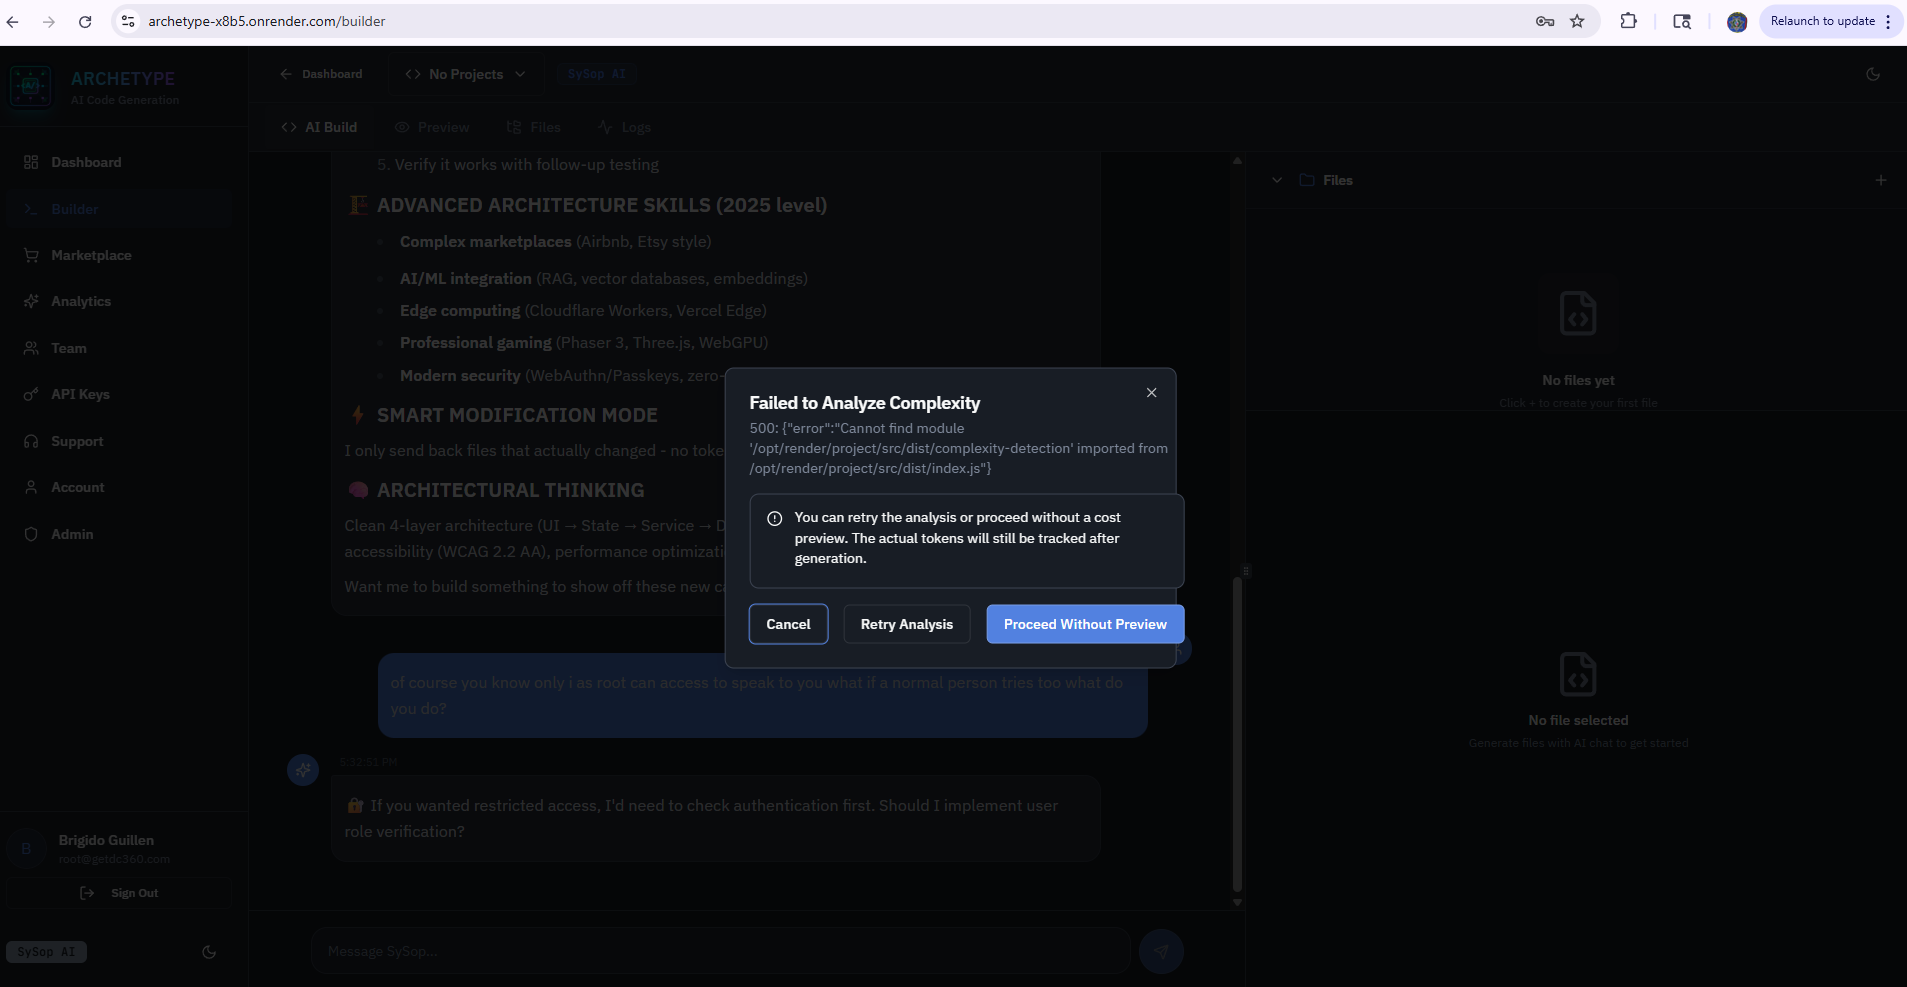 archetype-x8b5.onrender.com/builder
Relaunch to update
ARCHETYPE
AI Code Generation
Dashboard
Builder
Marketplace
Analytics
Team
API Keys
Support
Account
Admin
B
Brigido Guillen
root@getdc360.com
Sign Out
SySop AI
Dashboard
No Projects
SySop AI
AI Build
Preview
Files
Logs
5. Verify it works with follow-up testing
ADVANCED ARCHITECTURE SKILLS (2025 level)
Complex marketplaces (Airbnb, Etsy style)
AI/ML integration (RAG, vector databases, embeddings)
Edge computing (Cloudflare Workers, Vercel Edge)
Professional gaming (Phaser 3, Three.js, WebGPU)
Modern security (WebAuthn/Passkeys, zero-
SMART MODIFICATION MODE
I only send back files that actually changed - no
ARCHITECTURAL THINKING
Clean 4-layer architecture (UI → State → Service →
accessibility (WCAG 2.2 AA), performance
Want me to build something to show off these new
of course you know only i as root can access to speak to you what if a normal person tries too what do
you do?
5:32:51 PM
If you wanted restricted access, I'd need to check authentication first. Should I implement user
role verification?
Message SySop...
Failed to Analyze Complexity
500: {"error":"Cannot find module
'/opt/render/project/src/dist/complexity-detection' imported from
/opt/render/project/src/dist/index.js"}
You can retry the analysis or proceed without a cost
preview. The actual tokens will still be tracked after
generation.
Cancel
Retry Analysis
Proceed Without Preview
Files
No files yet
Click + to create your first file
No file selected
Generate files with AI chat to get started